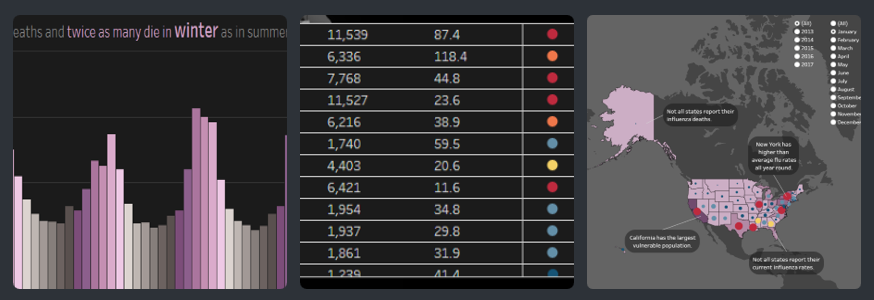 eaths and twice as many die in winter as in summer
11,539 87.4
6,336 118.4
7,768 44.8
11,527 23.6
6,216 38.9
1,740 59.5
4,403 20.6
6,421 11.6
1,954 34.8
1,937 29.8
1,861 31.9
1,239 41.4
(All)
2013
2014
2015
2016
2017
(All)
January
February
March
April
May
June
July
August
September
October
November
December
Not all states report their
influenza deaths.
New York has
higher than
average flu rates
all year round.
California has the largest
vulnerable population.
Not all states report their
current influenza rates.